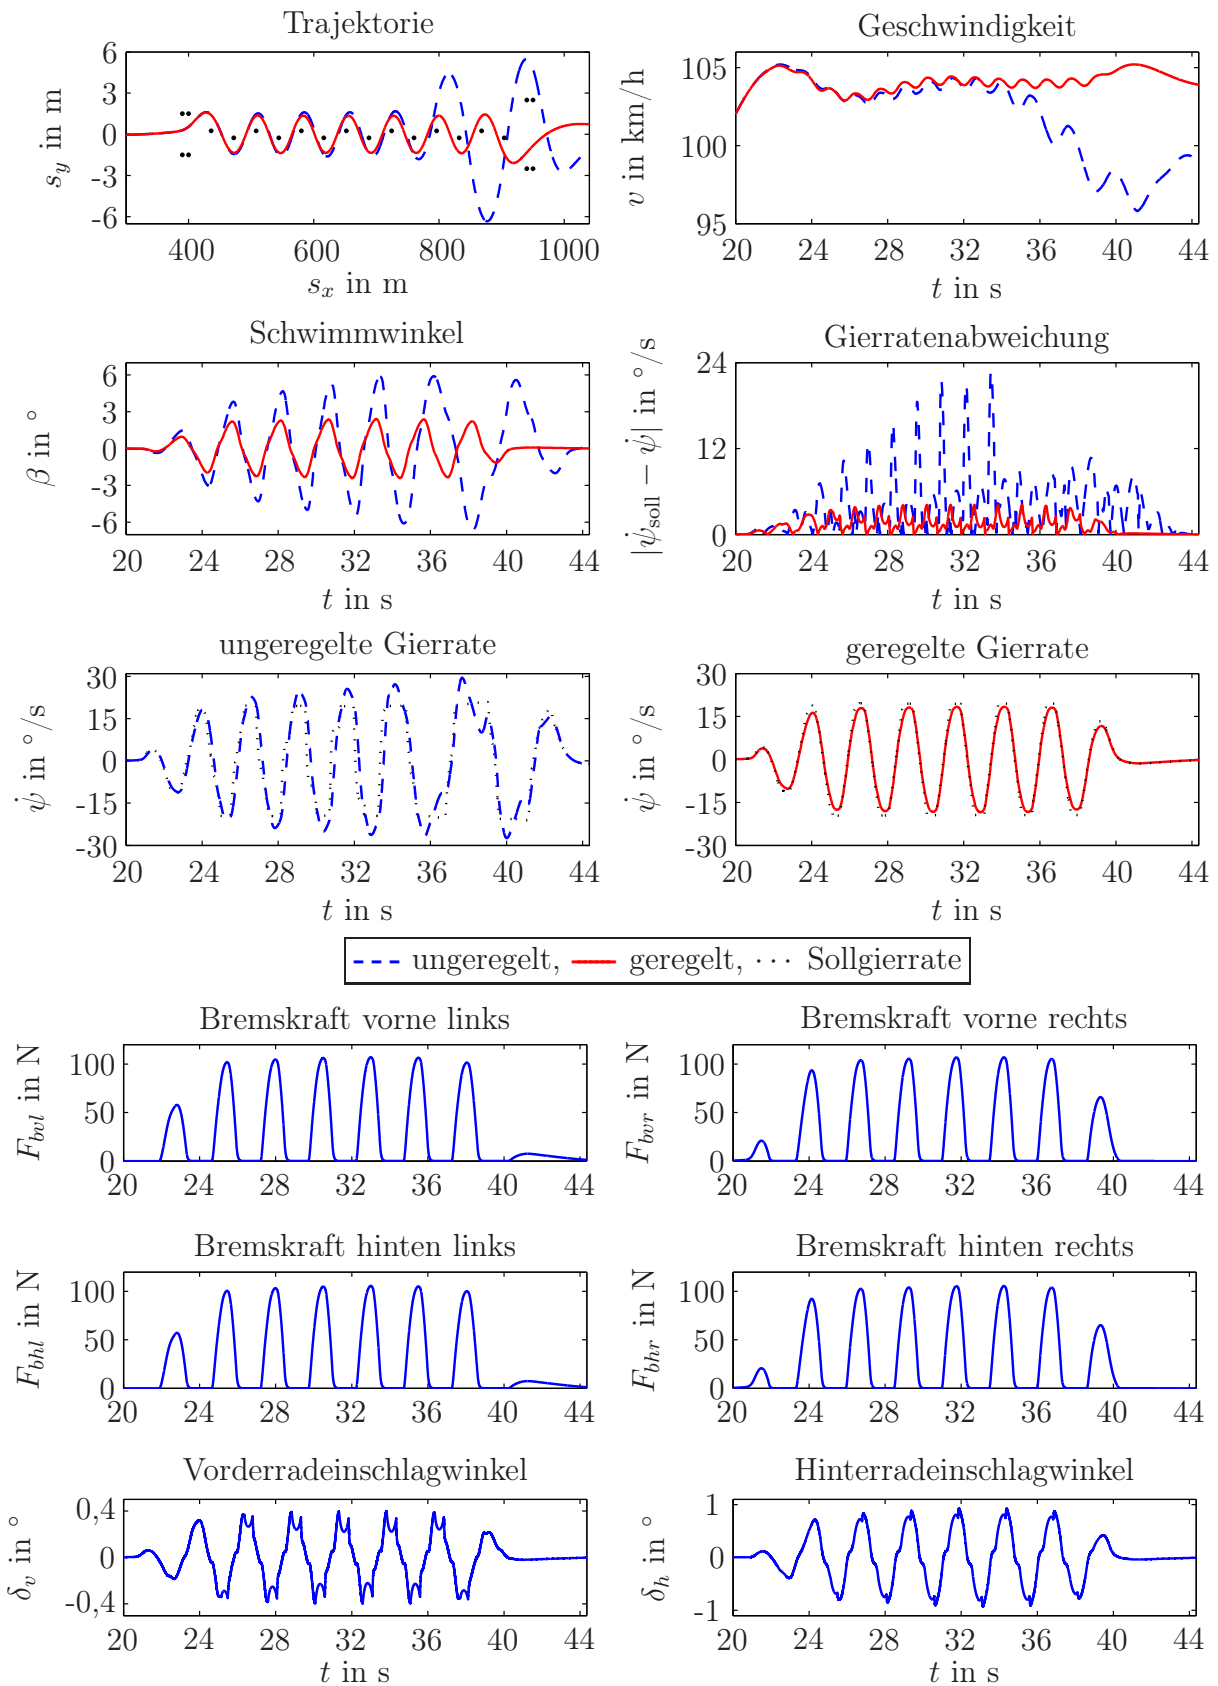 Trajektorie
6
3
0
-3
-6
s_y in m
400
600
800
1000
s_x in m
Geschwindigkeit
105
100
95
v in km/h
20 24 28 32 36 40 44
t in s
Schwimmwinkel
6
3
0
-3
-6
β in °
20 24 28 32 36 40 44
t in s
Gierratenabweichung
24
12
0
|ψ̇_soll − ψ̇| in °/s
20 24 28 32 36 40 44
t in s
ungeregelte Gierrate
30
15
0
-15
-30
ψ̇ in °/s
20 24 28 32 36 40 44
t in s
geregelte Gierrate
30
15
0
-15
-30
ψ̇ in °/s
20 24 28 32 36 40 44
t in s
ungeregelt, geregelt, ··· Sollgierrate
Bremskraft vorne links
100
50
0
F_bvl in N
20 24 28 32 36 40 44
Bremskraft vorne rechts
100
50
0
F_bvr in N
20 24 28 32 36 40 44
Bremskraft hinten links
100
50
0
F_bhl in N
20 24 28 32 36 40 44
Bremskraft hinten rechts
100
50
0
F_bhr in N
20 24 28 32 36 40 44
Vorderradeinschlagwinkel
0,4
0
-0,4
δ_v in °
20 24 28 32 36 40 44
t in s
Hinterradeinschlagwinkel
1
0
-1
δ_h in °
20 24 28 32 36 40 44
t in s